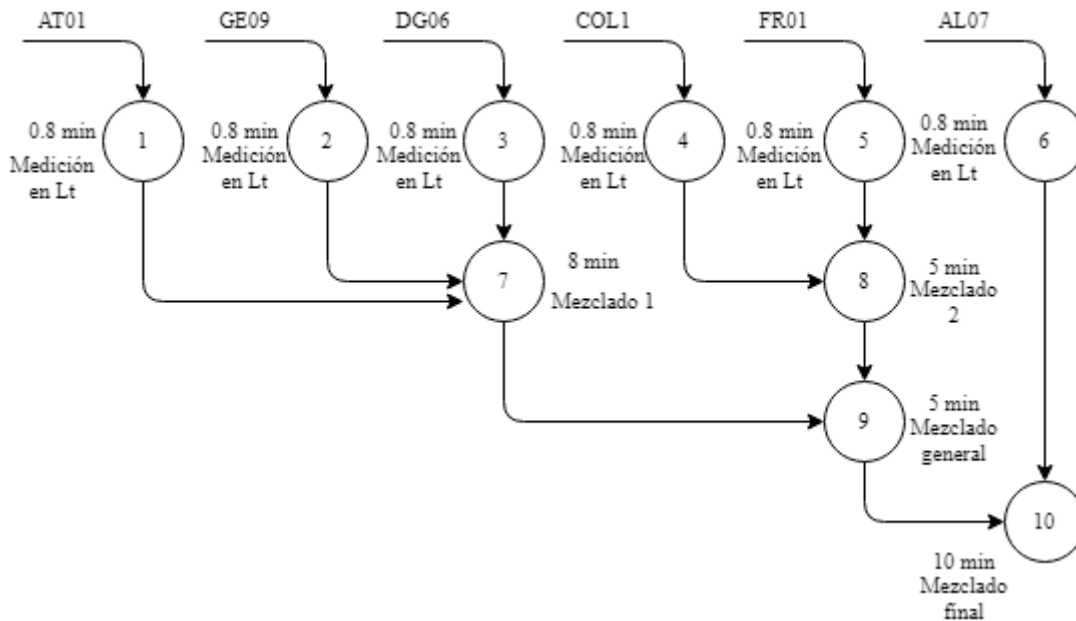 AT01
GE09
DG06
COL1
FR01
AL07
1
0.8 min
Medición
en Lt
2
0.8 min
Medición
en Lt
3
0.8 min
Medición
en Lt
4
0.8 min
Medición
en Lt
5
0.8 min
Medición
en Lt
6
0.8 min
Medición
en Lt
7
8 min
Mezclado 1
8
5 min
Mezclado
2
9
5 min
Mezclado
general
10
10 min
Mezclado
fínal